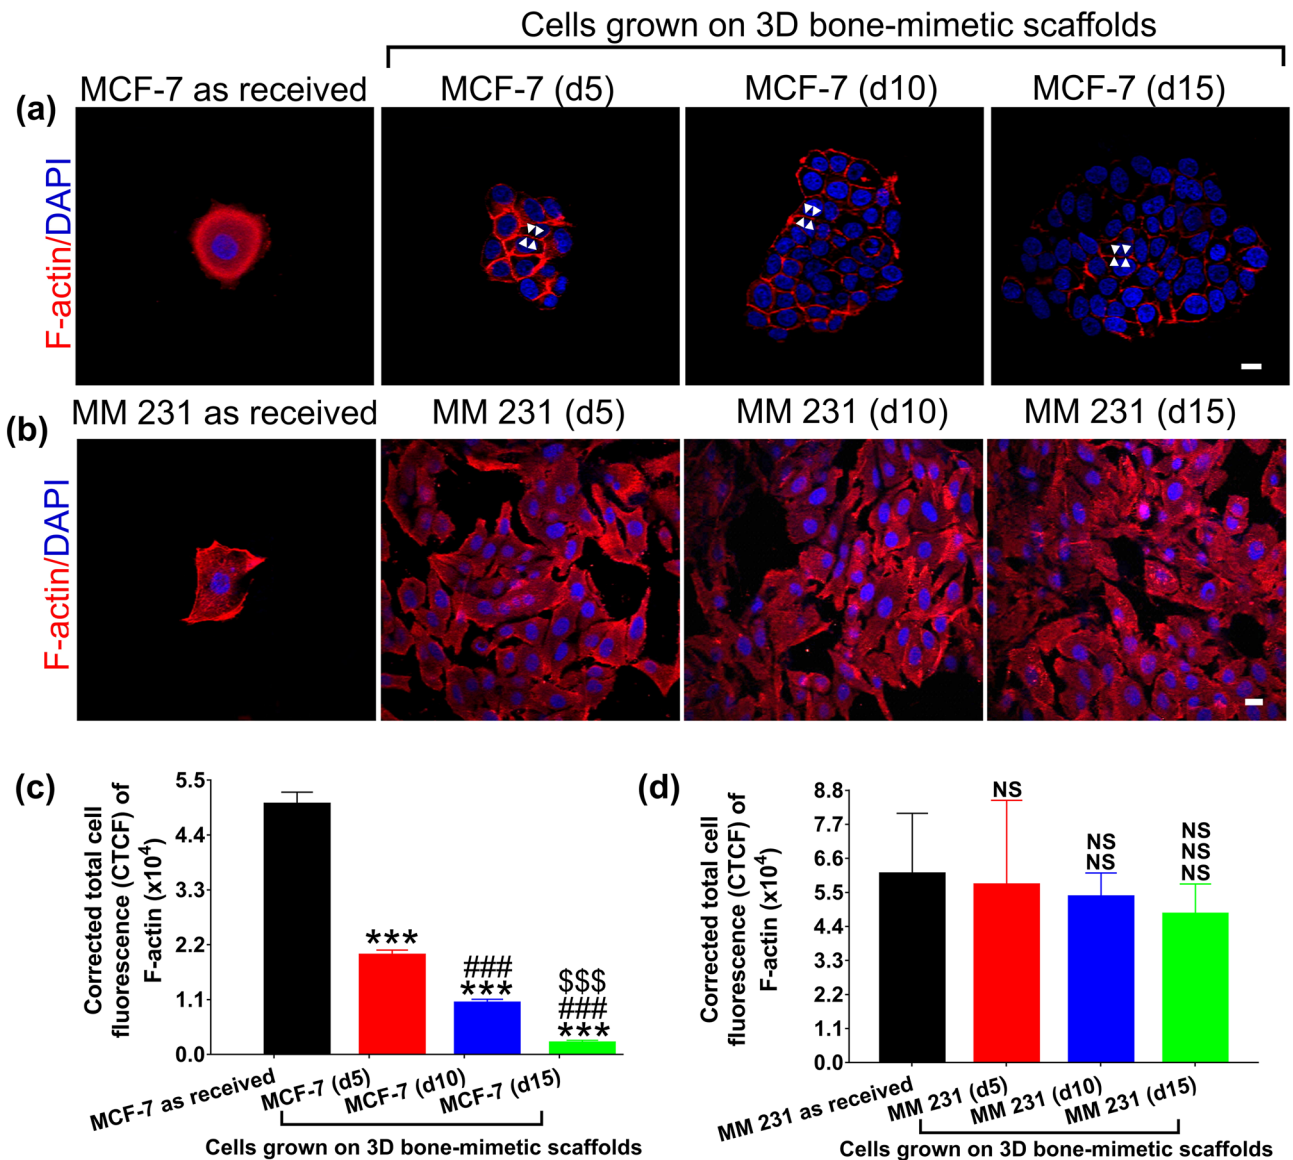 Cells grown on 3D bone-mimetic scaffolds
(a)
MCF-7 as received
MCF-7 (d5)
MCF-7 (d10)
MCF-7 (d15)
F-actin/DAPI
(b)
MM 231 as received
MM 231 (d5)
MM 231 (d10)
MM 231 (d15)
F-actin/DAPI
(c)
Corrected total cell
fluorescence (CTCF) of
F-actin (x10⁴)
5.5
4.4
3.3
2.2
1.1
0.0
***
###
***
$$$
###
***
MCF-7 as received
MCF-7 (d5)
MCF-7 (d10)
MCF-7 (d15)
Cells grown on 3D bone-mimetic scaffolds
(d)
Corrected total cell
fluorescence (CTCF) of
F-actin (x10⁴)
8.8
7.7
6.6
5.5
4.4
3.3
2.2
1.1
0.0
NS
NS
NS
NS
NS
NS
MM 231 as received
MM 231 (d5)
MM 231 (d10)
MM 231 (d15)
Cells grown on 3D bone-mimetic scaffolds